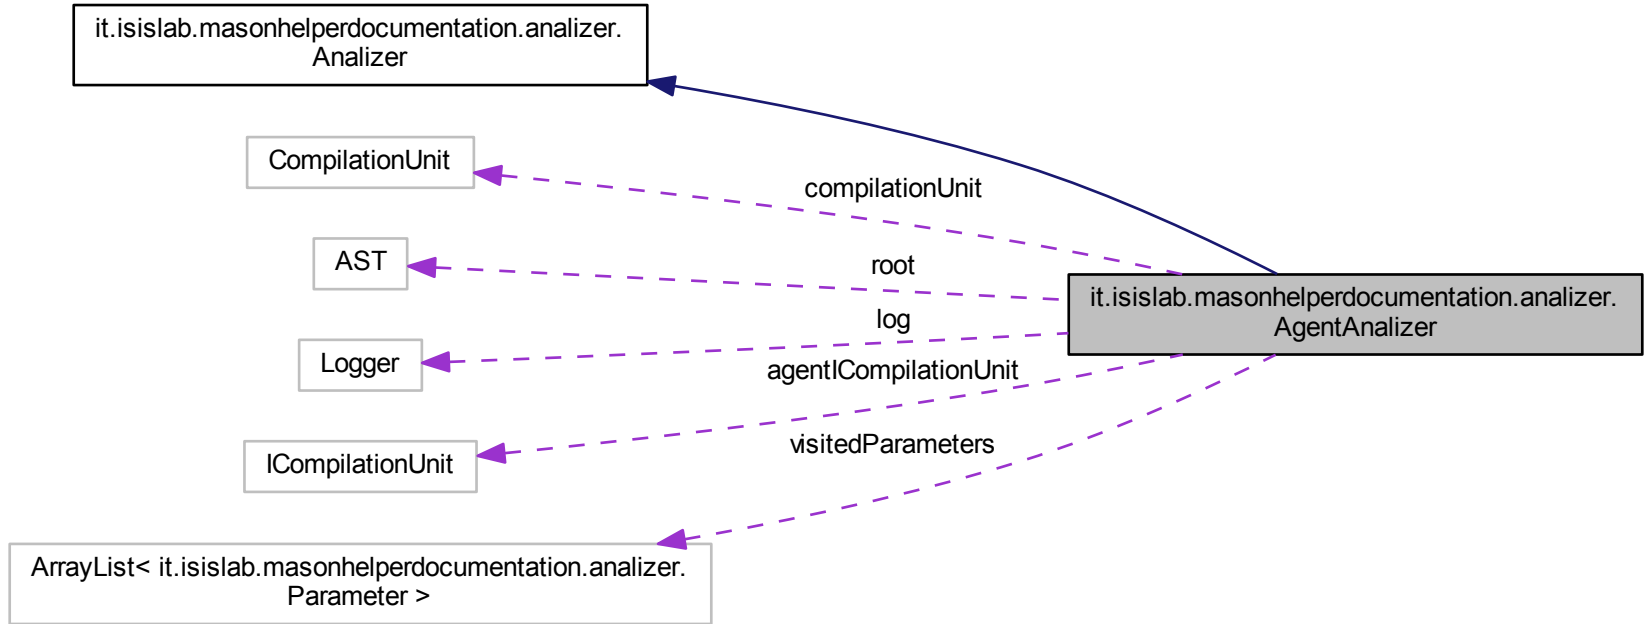 it.isislab.masonhelperdocumentation.analizer.
Analizer
CompilationUnit
compilationUnit
AST
root
it.isislab.masonhelperdocumentation.analizer.
AgentAnalizer
log
Logger
agentICompilationUnit
visitedParameters
ICompilationUnit
ArrayList< it.isislab.masonhelperdocumentation.analizer.
Parameter >